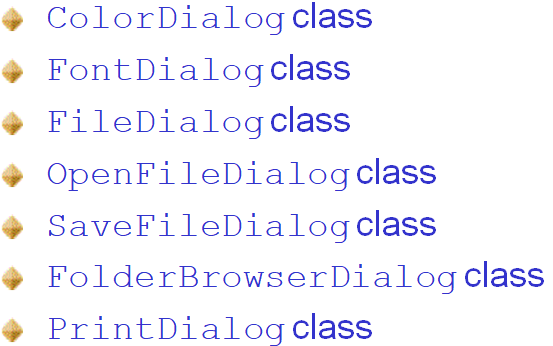 ColorDialog class
FontDialog class
FileDialog class
OpenFileDialog class
SaveFileDialog class
FolderBrowserDialog class
PrintDialog class